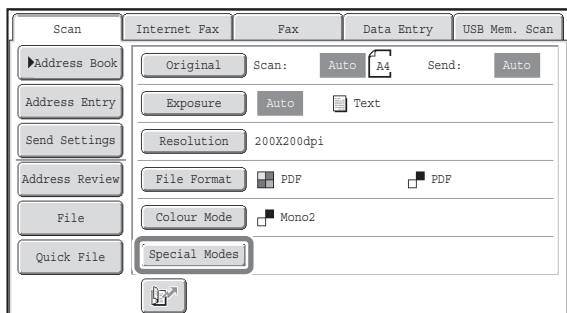 Scan Internet Fax Fax Data Entry USB Mem. Scan
Address Book Original Scan: Auto A4 Send: Auto
Address Entry Exposure Auto Text
Send Settings Resolution 200X200dpi
Address Review File Format PDF PDF
File Colour Mode Mono2
Quick File Special Modes